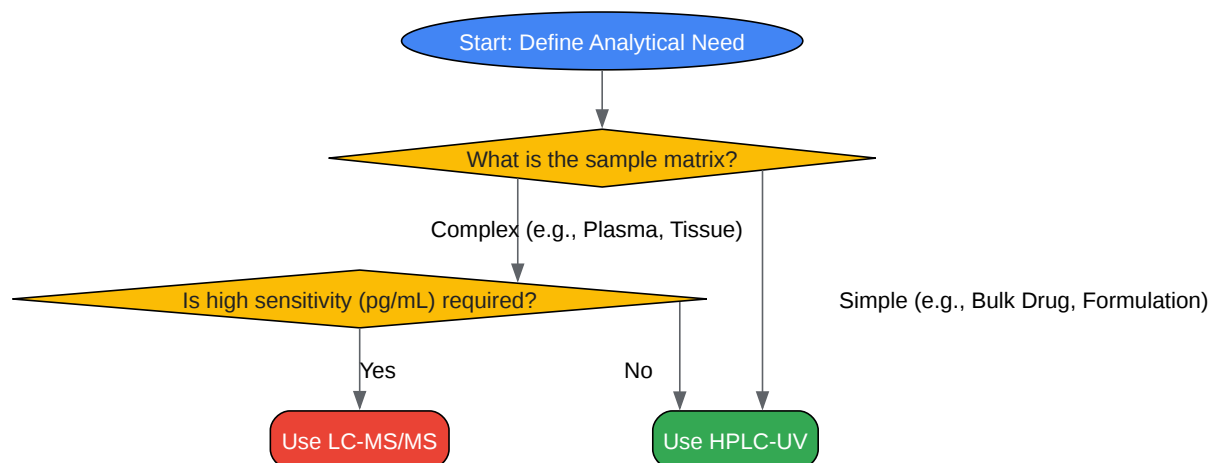 Start: Define Analytical Need
What is the sample matrix?
Complex (e.g., Plasma, Tissue)
Is high sensitivity (pg/mL) required?
Simple (e.g., Bulk Drug, Formulation)
Yes
No
Use LC-MS/MS
Use HPLC-UV